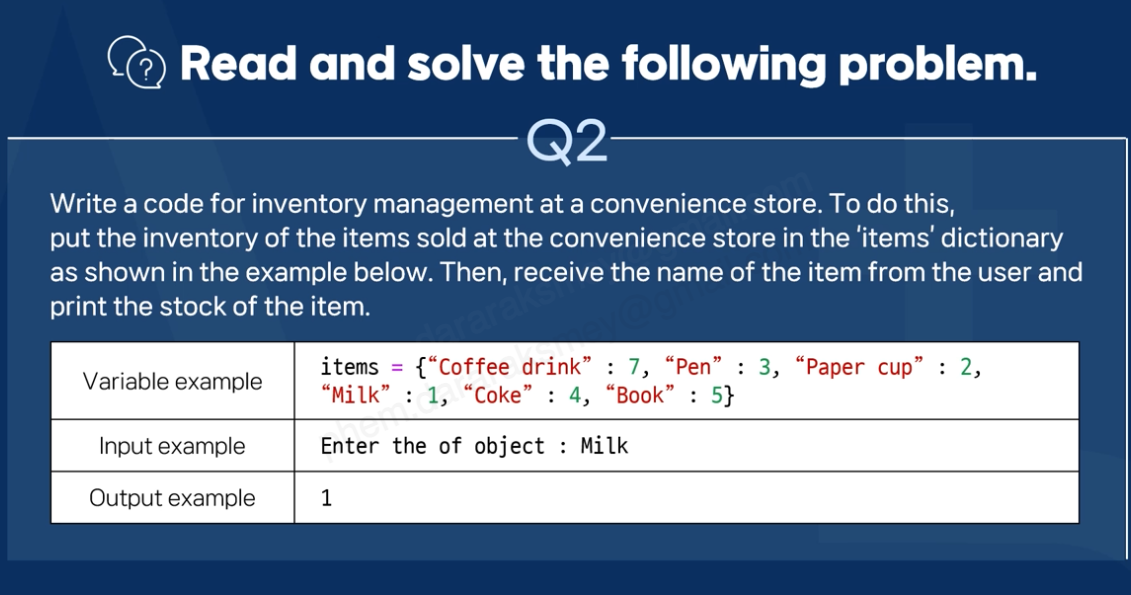 Read and solve the following problem.
Q2
Write a code for inventory management at a convenience store. To do this,
put the inventory of the items sold at the convenience store in the ‘items’ dictionary
as shown in the example below. Then, receive the name of the item from the user and
print the stock of the item.
Variable example
items = {“Coffee drink” : 7, “Pen” : 3, “Paper cup” : 2,
“Milk” : 1, “Coke” : 4, “Book” : 5}
Input example
Enter the of object : Milk
Output example
1